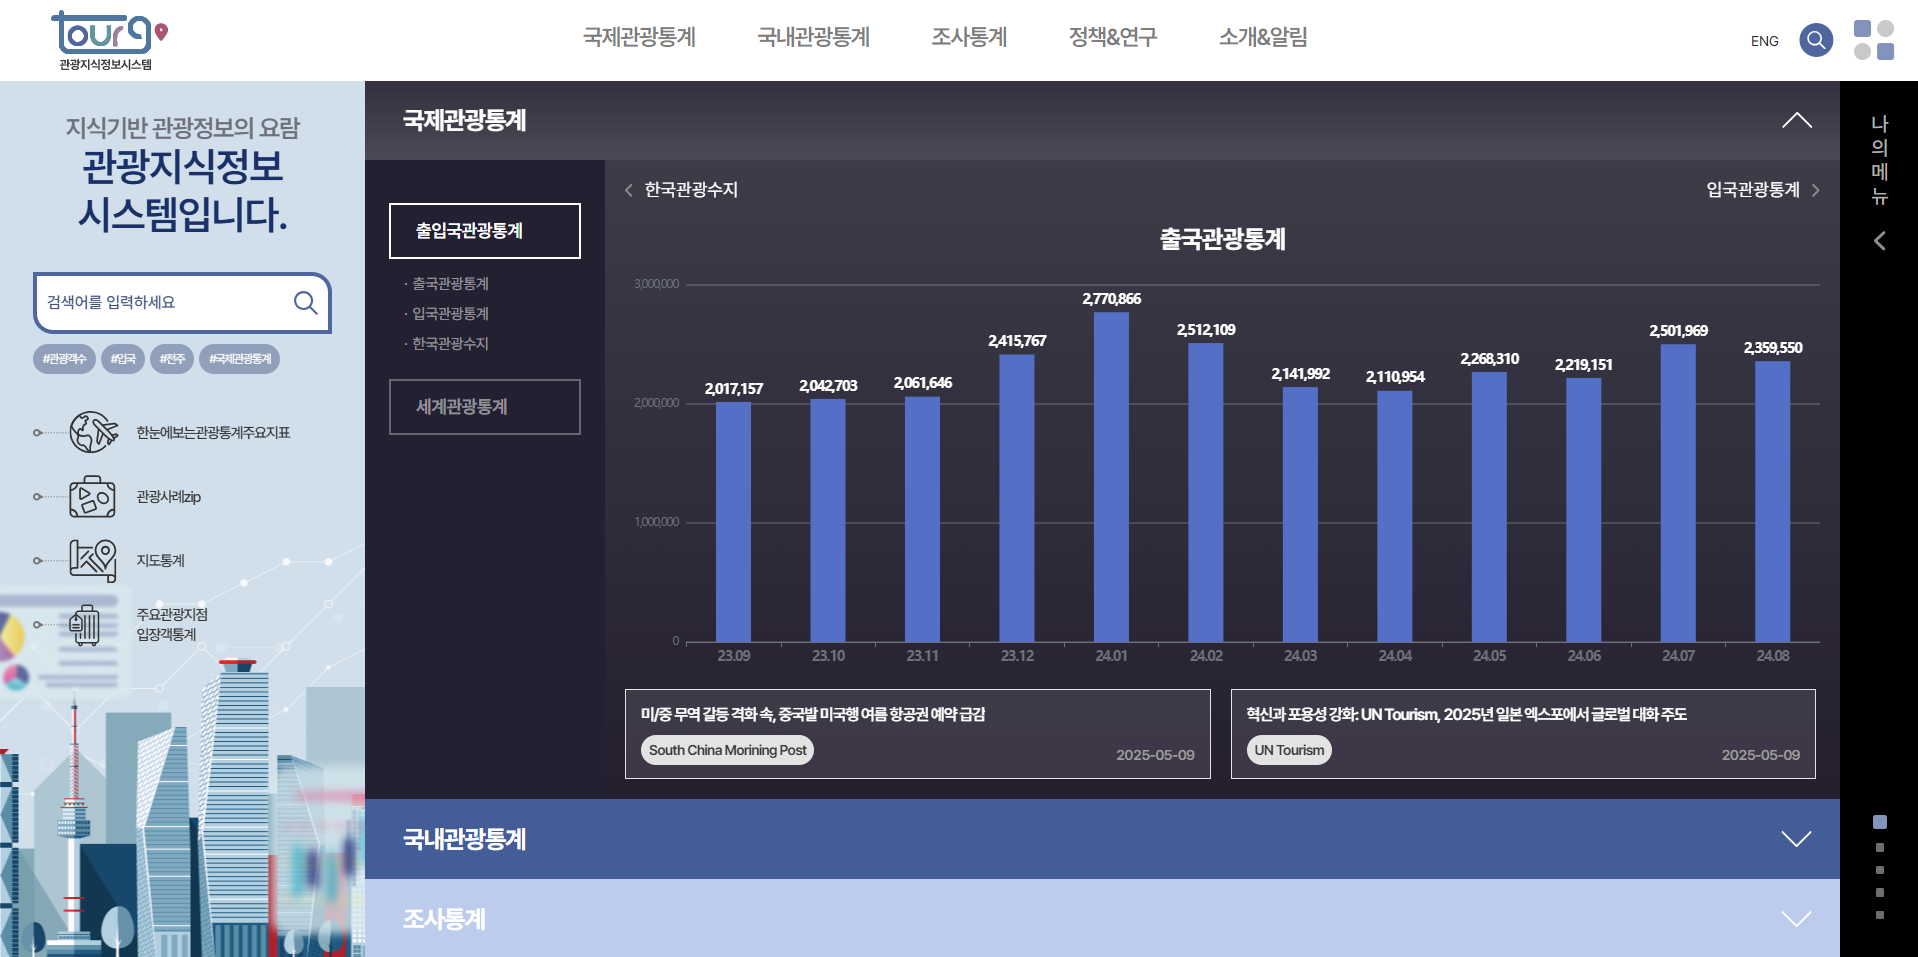 tourgo
관광지식정보시스템
국제관광통계
국내관광통계
조사통계
정책&연구
소개&알림
ENG
지식기반 관광정보의 요람
관광지식정보
시스템입니다.
검색어를 입력하세요
#관광객수
#입국
#전주
#국제관광통계
한눈에보는관광통계주요지표
관광사례zip
지도통계
주요관광지점
입장객통계
국제관광통계
출입국관광통계
· 출국관광통계
· 입국관광통계
· 한국관광수지
세계관광통계
한국관광수지
입국관광통계
출국관광통계
3,000,000
2,000,000
1,000,000
0
2,017,157
2,042,703
2,061,646
2,415,767
2,770,866
2,512,109
2,141,992
2,110,954
2,268,310
2,219,151
2,501,969
2,359,550
23.09
23.10
23.11
23.12
24.01
24.02
24.03
24.04
24.05
24.06
24.07
24.08
미/중 무역 갈등 격화 속, 중국발 미국행 여름 항공권 예약 급감
South China Morining Post
2025-05-09
혁신과 포용성 강화: UN Tourism, 2025년 일본 엑스포에서 글로벌 대화 주도
UN Tourism
2025-05-09
국내관광통계
조사통계
나의메뉴